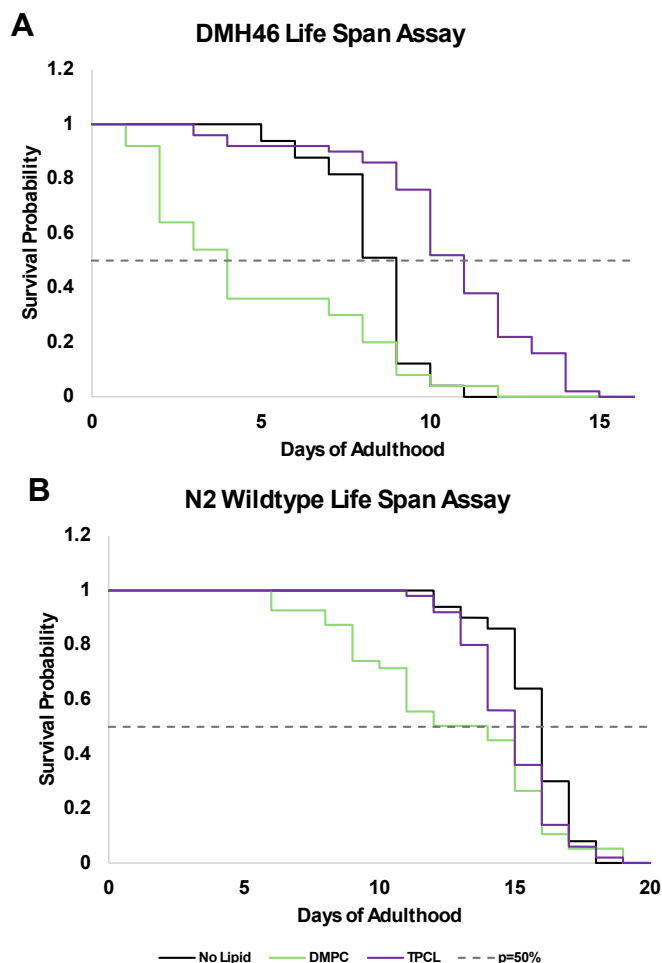 A
DMH46 Life Span Assay
1.2
1
0.8
0.6
0.4
0.2
0
Survival Probability
0 5 10 15
Days of Adulthood
B
N2 Wildtype Life Span Assay
1.2
1
0.8
0.6
0.4
0.2
0
Survival Probability
0 5 10 15 20
Days of Adulthood
No Lipid DMPC TPCL p=50%